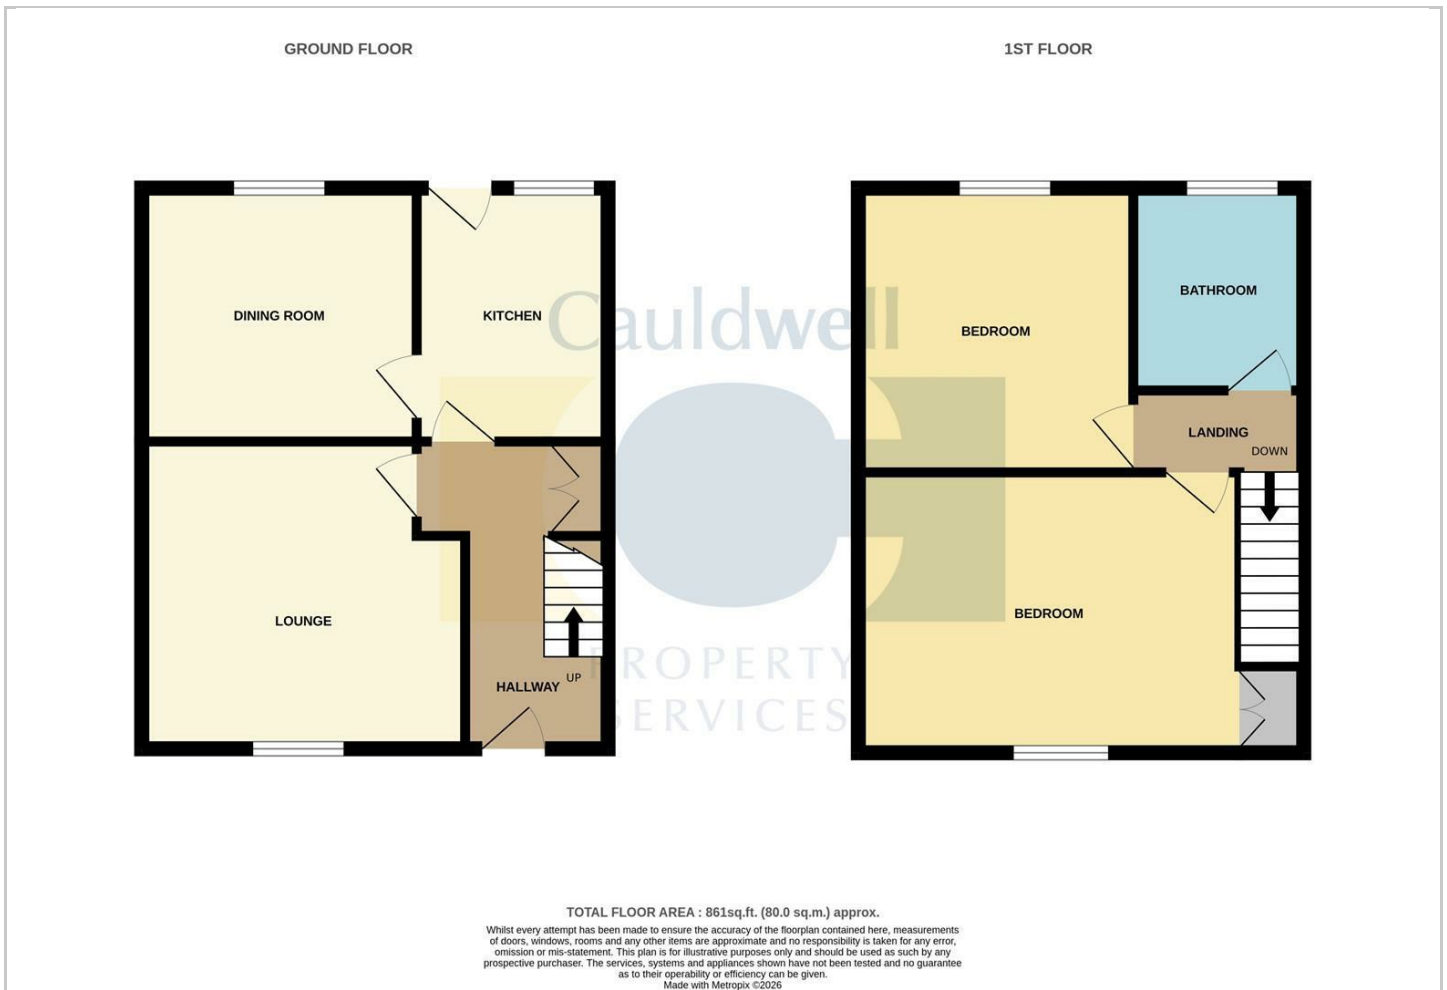 GROUND FLOOR
1ST FLOOR
DINING ROOM
KITCHEN
LOUNGE
HALLWAY
UP
BEDROOM
BATHROOM
LANDING
DOWN
BEDROOM
Cauldwell
PROPERTY
SERVICES
TOTAL FLOOR AREA : 861sq.ft. (80.0 sq.m.) approx.
Whilst every attempt has been made to ensure the accuracy of the floorplan contained here, measurements
of doors, windows, rooms and any other items are approximate and no responsibility is taken for any error,
omission or mis-statement. This plan is for illustrative purposes only and should be used as such by any
prospective purchaser. The services, systems and appliances shown have not been tested and no guarantee
as to their operability or efficiency can be given.
Made with Metropix ©2026